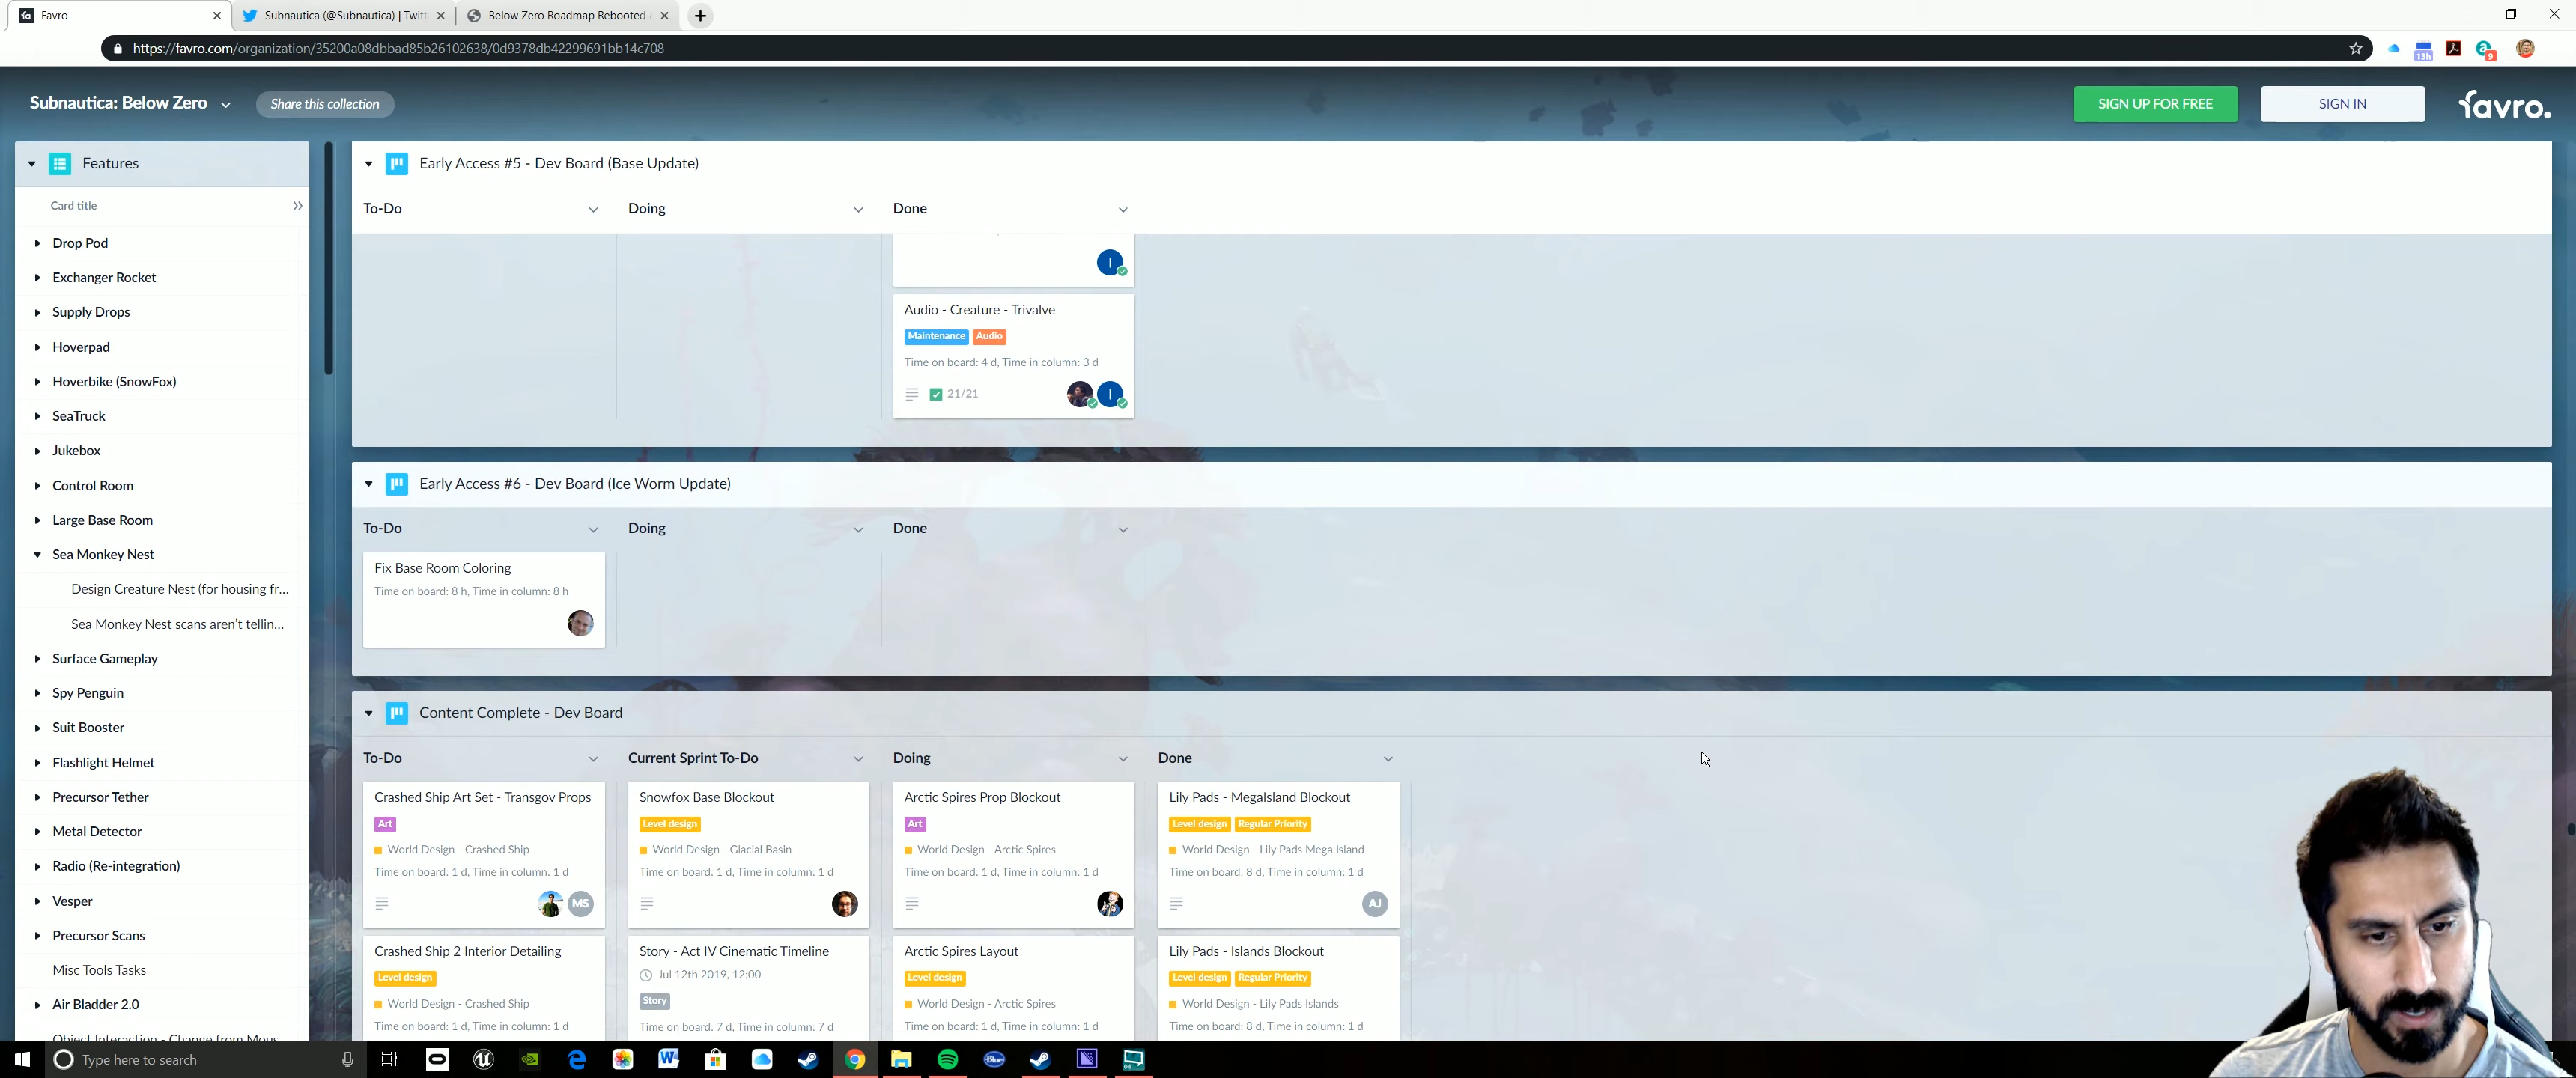 Favro
Subnautica (@Subnautica) | Twitt
Below Zero Roadmap Rebooted
https://favro.com/organization/35200a08dbbad85b26102638/0d9378db42299691bb14c708
13h
9
Subnautica: Below Zero
Share this collection
SIGN UP FOR FREE
SIGN IN
favro.
Features
Card title
Drop Pod
Exchanger Rocket
Supply Drops
Hoverpad
Hoverbike (SnowFox)
SeaTruck
Jukebox
Control Room
Large Base Room
Sea Monkey Nest
Design Creature Nest (for housing fr...
Sea Monkey Nest scans aren't tellin...
Surface Gameplay
Spy Penguin
Suit Booster
Flashlight Helmet
Precursor Tether
Metal Detector
Radio (Re-integration)
Vesper
Precursor Scans
Misc Tools Tasks
Air Bladder 2.0
Object Interaction - Change from Mous
Early Access #5 - Dev Board (Base Update)
To-Do
Doing
Done
I
Audio - Creature - Trivalve
Maintenance Audio
Time on board: 4 d, Time in column: 3 d
21/21
I
Early Access #6 - Dev Board (Ice Worm Update)
To-Do
Doing
Done
Fix Base Room Coloring
Time on board: 8 h, Time in column: 8 h
Content Complete - Dev Board
To-Do
Current Sprint To-Do
Doing
Done
Crashed Ship Art Set - Transgov Props
Art
World Design - Crashed Ship
Time on board: 1 d, Time in column: 1 d
MS
Crashed Ship 2 Interior Detailing
Level design
World Design - Crashed Ship
Time on board: 1 d, Time in column: 1 d
Snowfox Base Blockout
Level design
World Design - Glacial Basin
Time on board: 1 d, Time in column: 1 d
Story - Act IV Cinematic Timeline
Jul 12th 2019, 12:00
Story
Time on board: 7 d, Time in column: 7 d
Arctic Spires Prop Blockout
Art
World Design - Arctic Spires
Time on board: 1 d, Time in column: 1 d
Arctic Spires Layout
Level design
World Design - Arctic Spires
Time on board: 1 d, Time in column: 1 d
Lily Pads - MegaIsland Blockout
Level design Regular Priority
World Design - Lily Pads Mega Island
Time on board: 8 d, Time in column: 1 d
AJ
Lily Pads - Islands Blockout
Level design Regular Priority
World Design - Lily Pads Islands
Time on board: 8 d, Time in column: 1 d
Type here to search
Blue